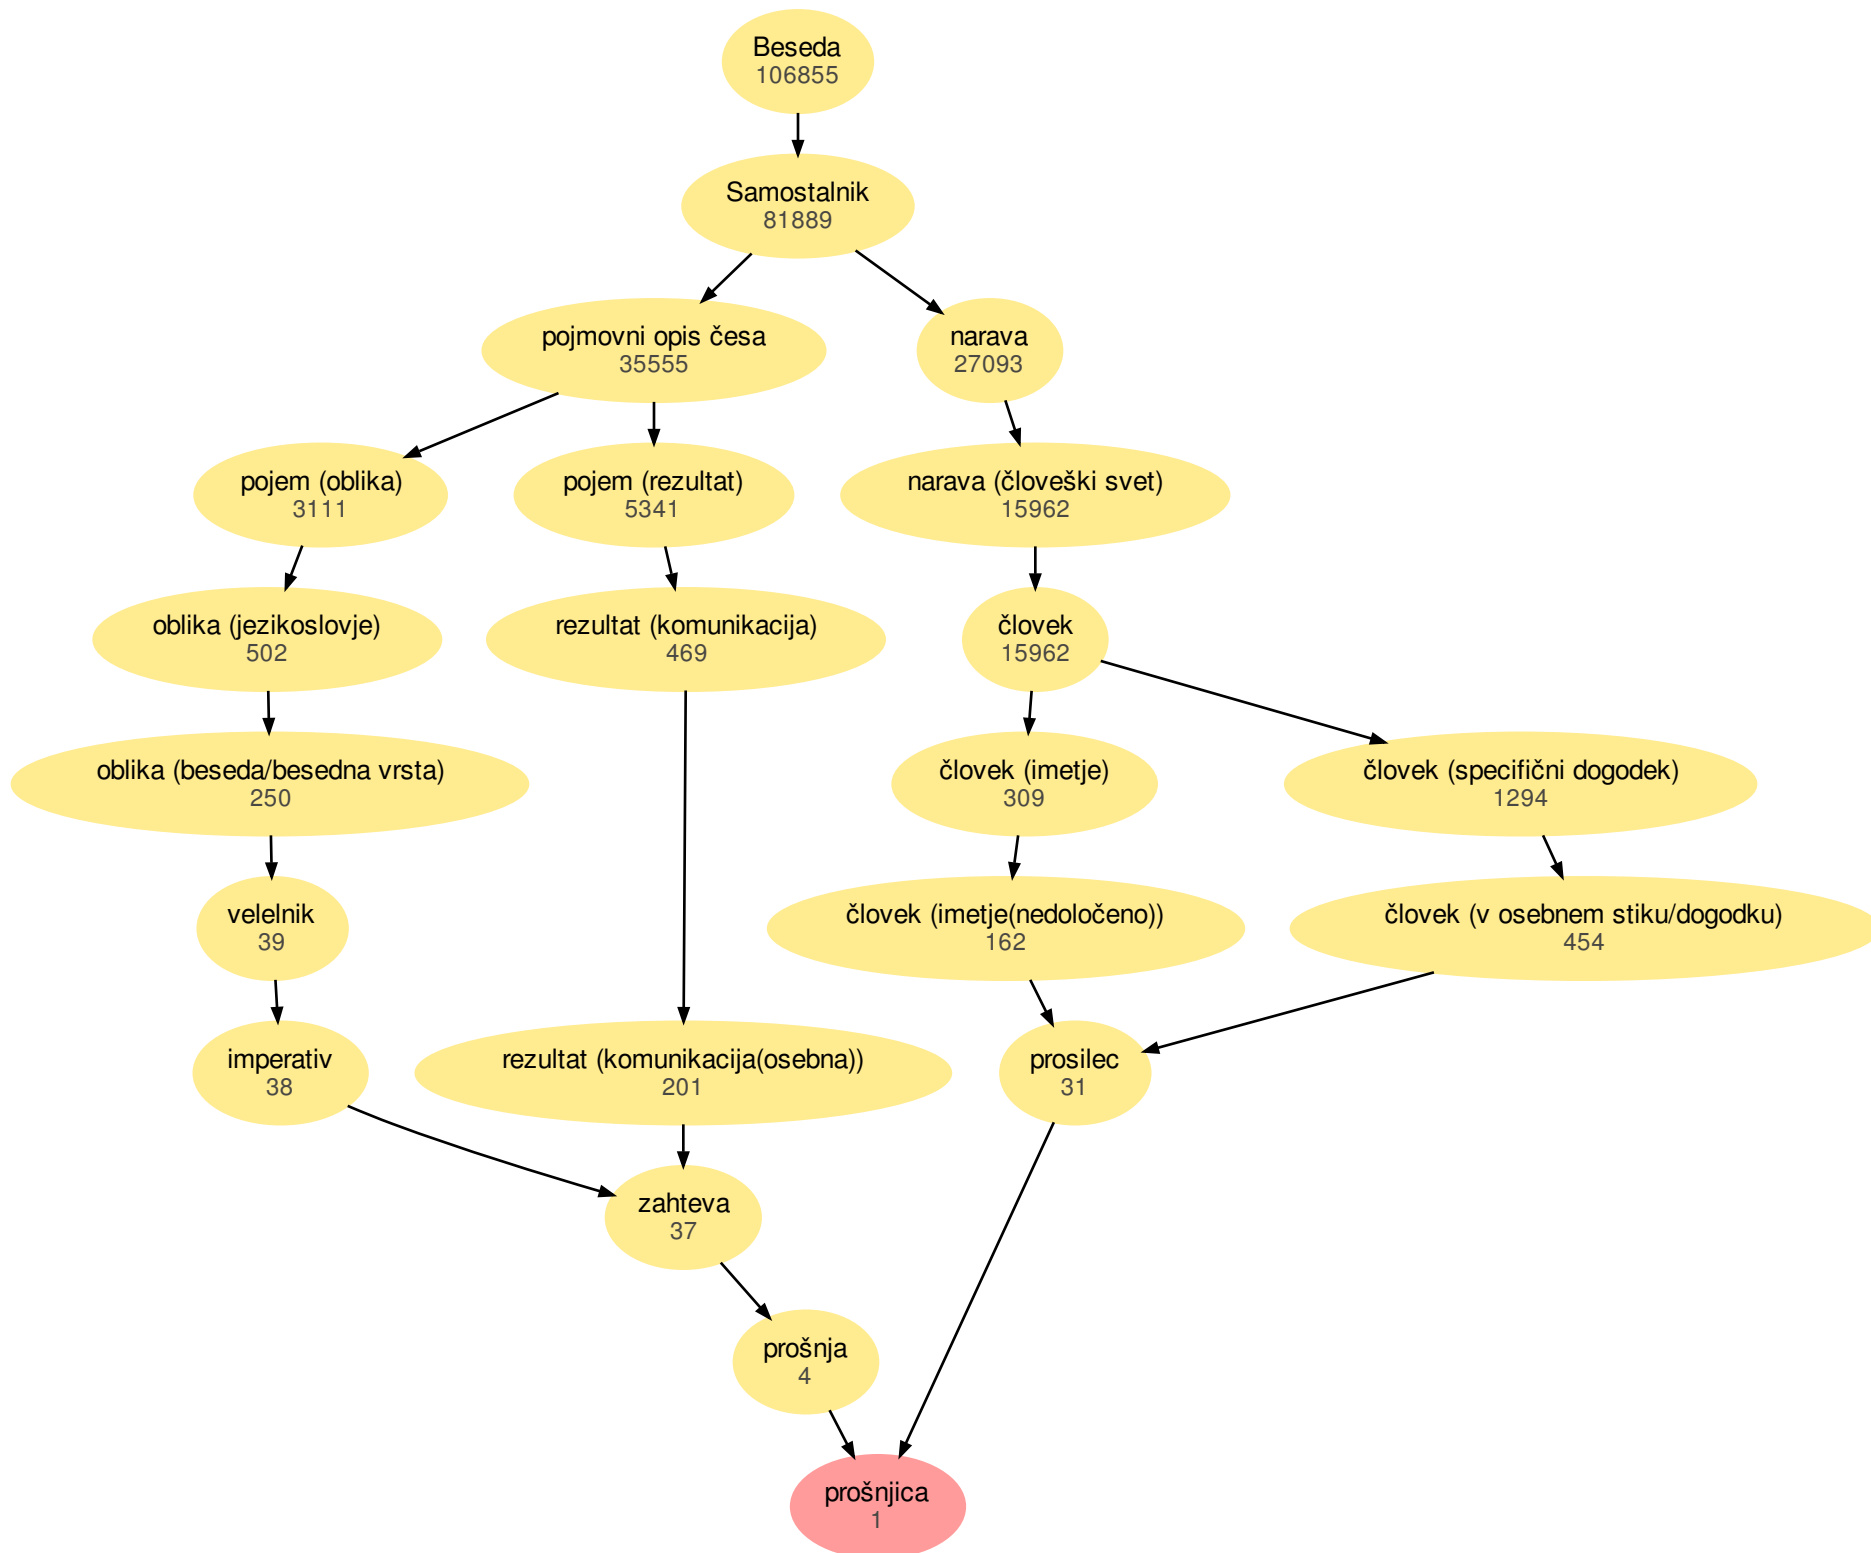 Beseda
106855
Samostalnik
81889
pojmovni opis česa
35555
narava
27093
pojem (oblika)
3111
pojem (rezultat)
5341
narava (človeški svet)
15962
oblika (jezikoslovje)
502
rezultat (komunikacija)
469
človek
15962
oblika (beseda/besedna vrsta)
250
človek (imetje)
309
človek (specifični dogodek)
1294
velelnik
39
človek (imetje(nedoločeno))
162
človek (v osebnem stiku/dogodku)
454
imperativ
38
rezultat (komunikacija(osebna))
201
prosilec
31
zahteva
37
prošnja
4
prošnjica
1